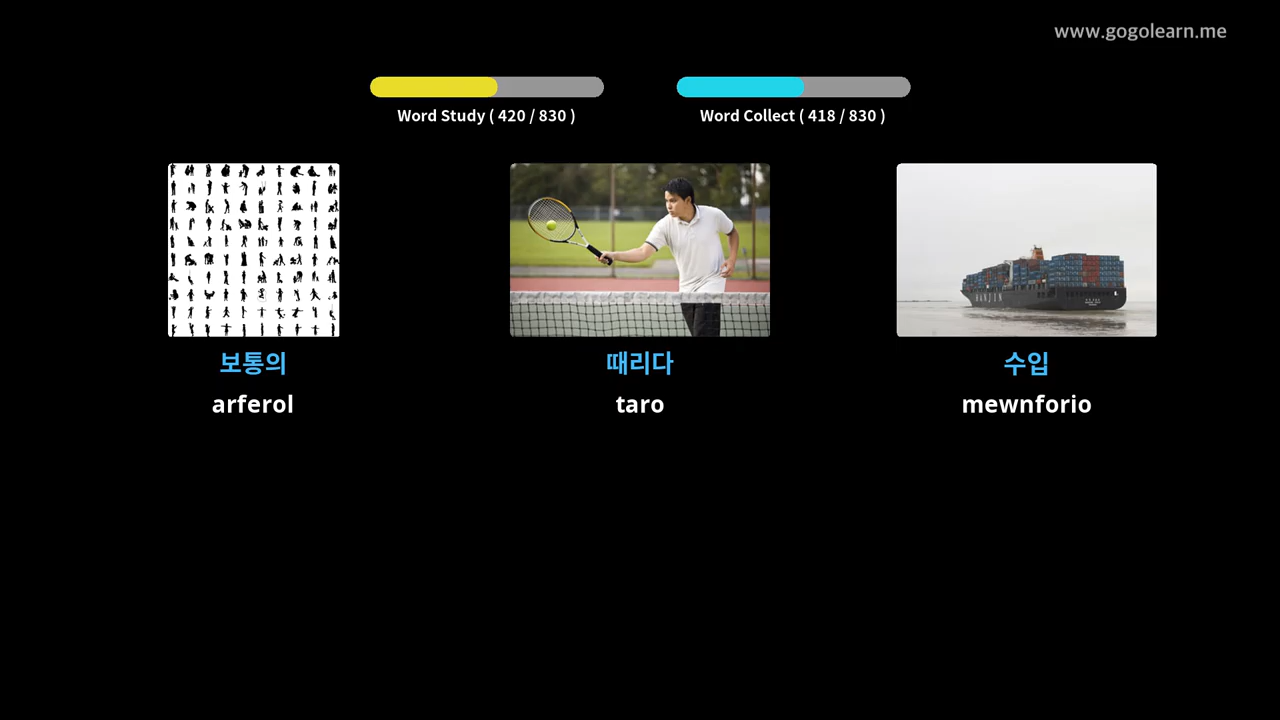 www.gogolearn.me
Word Study ( 420 / 830 )
Word Collect ( 418 / 830 )
HANJIN
보통의
때리다
수입
arferol
taro
mewnforio